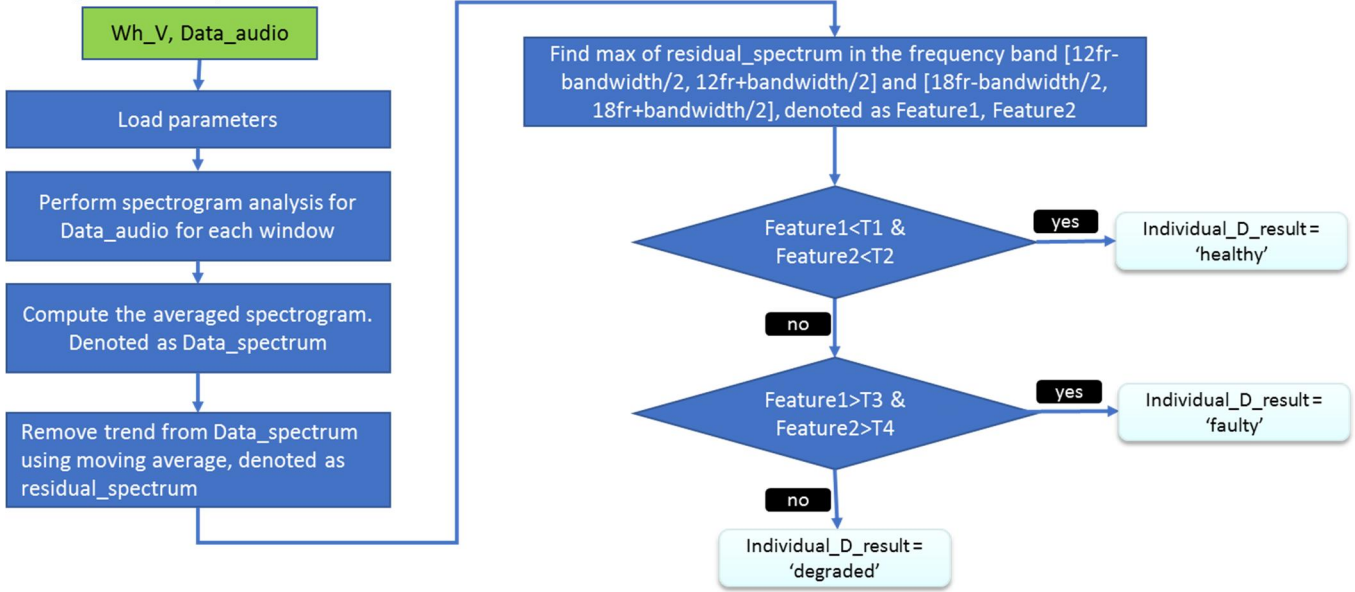 Wh_V, Data_audio
Load parameters
Perform spectrogram analysis for
Data_audio for each window
Compute the averaged spectrogram.
Denoted as Data_spectrum
Remove trend from Data_spectrum
using moving average, denoted as
residual_spectrum
Find max of residual_spectrum in the frequency band [12fr-
bandwidth/2, 12fr+bandwidth/2] and [18fr-bandwidth/2,
18fr+bandwidth/2], denoted as Feature1, Feature2
Feature1<T1 &
Feature2<T2
yes
Individual_D_result =
‘healthy’
no
Feature1>T3 &
Feature2>T4
yes
Individual_D_result =
‘faulty’
no
Individual_D_result =
‘degraded’